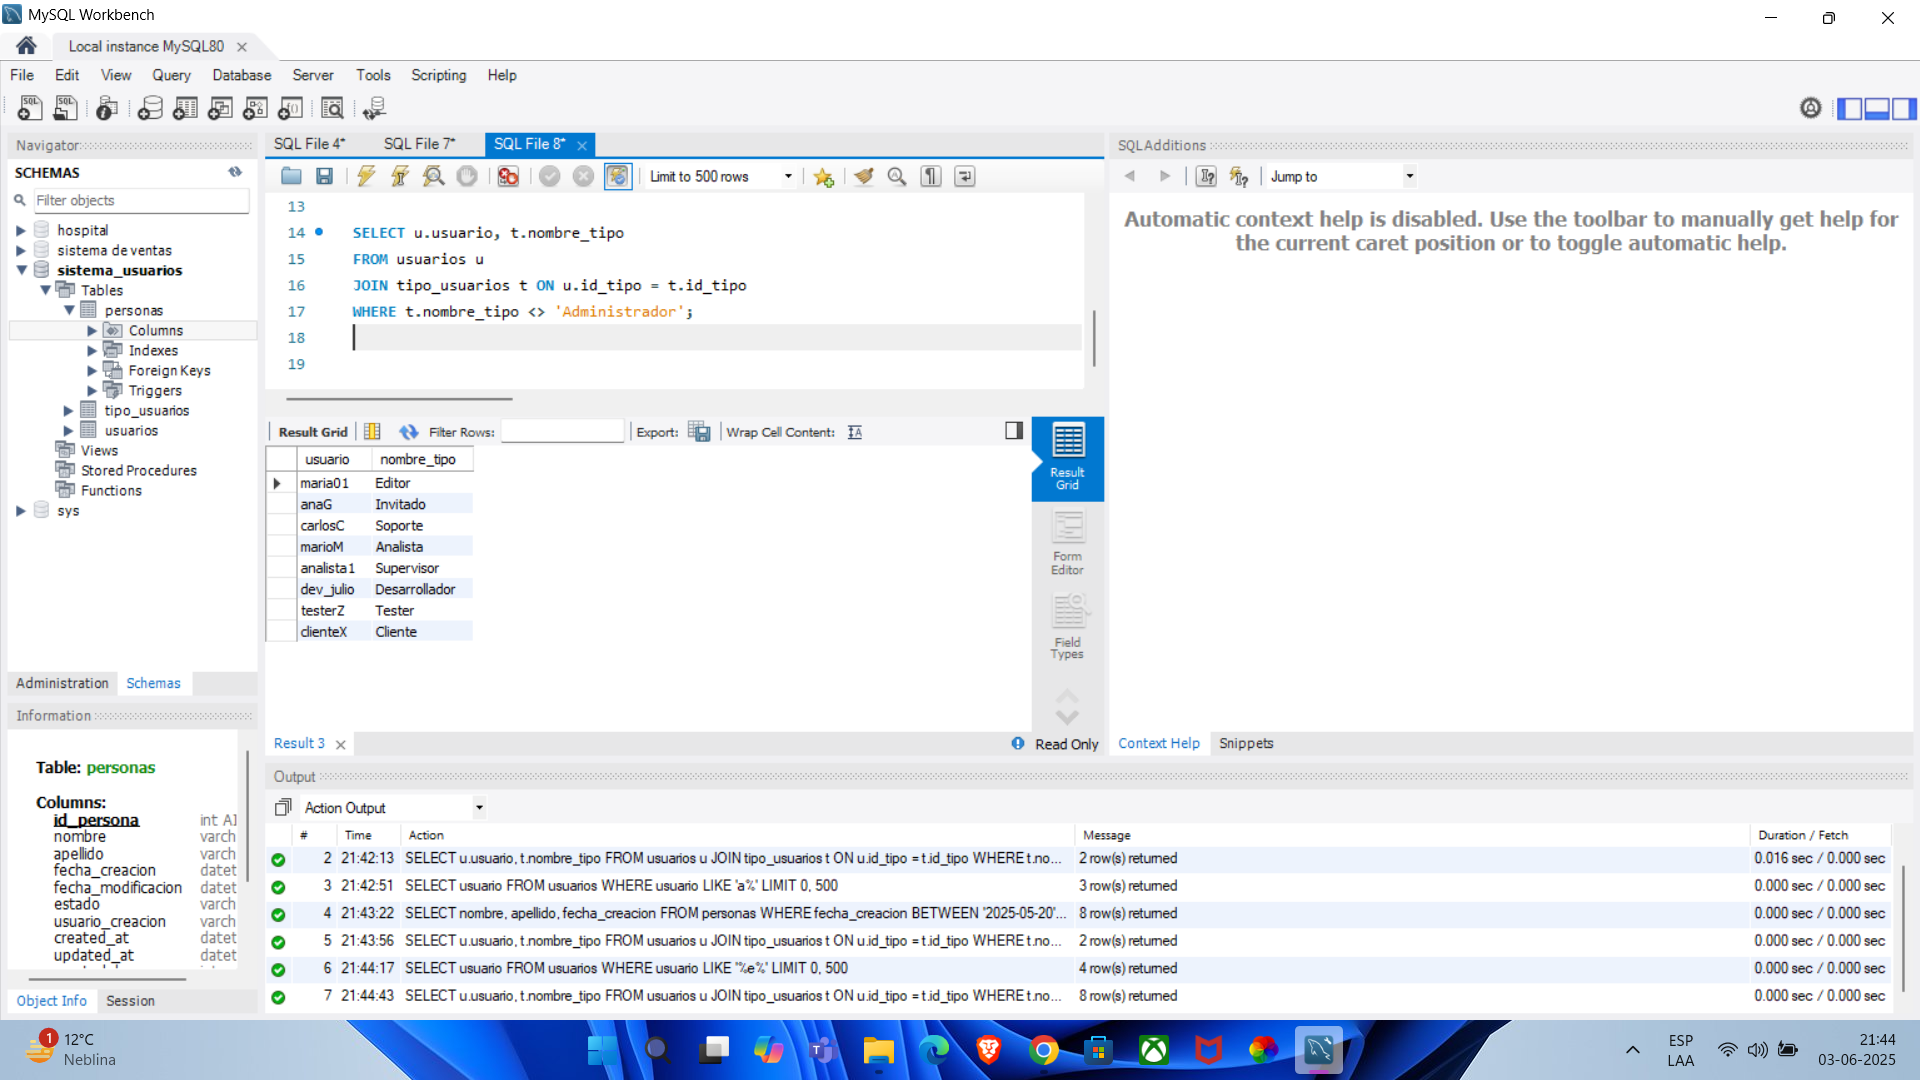 MySQL Workbench
Local instance MySQL80
File Edit View Query Database Server Tools Scripting Help
Navigator
SCHEMAS
Filter objects
hospital
sistema de ventas
sistema_usuarios
Tables
personas
Columns
Indexes
Foreign Keys
Triggers
tipo_usuarios
usuarios
Views
Stored Procedures
Functions
sys
Administration Schemas
Information
Table: personas
Columns:
id_persona int AI
nombre varch
apellido varch
fecha_creacion datet
fecha_modificacion datet
estado varch
usuario_creacion varch
created_at datet
updated_at datet
Object Info Session
SQL File 4* SQL File 7* SQL File 8*
Limit to 500 rows
13
14 SELECT u.usuario, t.nombre_tipo
15 FROM usuarios u
16 JOIN tipo_usuarios t ON u.id_tipo = t.id_tipo
17 WHERE t.nombre_tipo <> 'Administrador';
18
19
Result Grid Filter Rows: Export: Wrap Cell Content:
usuario nombre_tipo
maria01 Editor
anaG Invitado
carlosC Soporte
marioM Analista
analista1 Supervisor
dev_julio Desarrollador
testerZ Tester
clienteX Cliente
Result Grid
Form Editor
Field Types
Result 3
Read Only
SQLAdditions
Jump to
Automatic context help is disabled. Use the toolbar to manually get help for
the current caret position or to toggle automatic help.
Context Help Snippets
Output
Action Output
# Time Action Message Duration / Fetch
2 21:42:13 SELECT u.usuario, t.nombre_tipo FROM usuarios u JOIN tipo_usuarios t ON u.id_tipo = t.id_tipo WHERE t.no... 2 row(s) returned 0.016 sec / 0.000 sec
3 21:42:51 SELECT usuario FROM usuarios WHERE usuario LIKE 'a%' LIMIT 0, 500 3 row(s) returned 0.000 sec / 0.000 sec
4 21:43:22 SELECT nombre, apellido, fecha_creacion FROM personas WHERE fecha_creacion BETWEEN '2025-05-20'... 8 row(s) returned 0.000 sec / 0.000 sec
5 21:43:56 SELECT u.usuario, t.nombre_tipo FROM usuarios u JOIN tipo_usuarios t ON u.id_tipo = t.id_tipo WHERE t.no... 2 row(s) returned 0.000 sec / 0.000 sec
6 21:44:17 SELECT usuario FROM usuarios WHERE usuario LIKE '%e%' LIMIT 0, 500 4 row(s) returned 0.000 sec / 0.000 sec
7 21:44:43 SELECT u.usuario, t.nombre_tipo FROM usuarios u JOIN tipo_usuarios t ON u.id_tipo = t.id_tipo WHERE t.no... 8 row(s) returned 0.000 sec / 0.000 sec
1
12°C
Neblina
ESP
LAA
21:44
03-06-2025